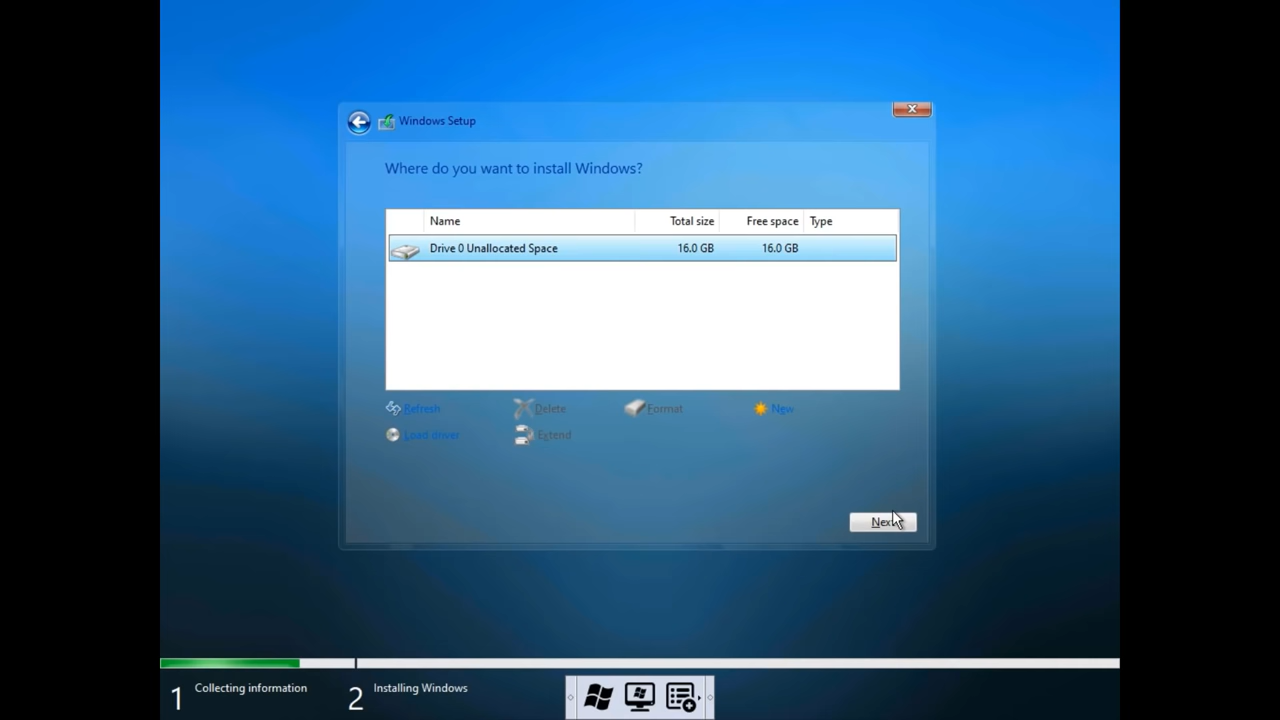 Windows Setup
Where do you want to install Windows?
Name Total size Free space Type
Drive 0 Unallocated Space 16.0 GB 16.0 GB
Refresh Delete Format New
Load driver Extend
Next
1 Collecting information 2 Installing Windows